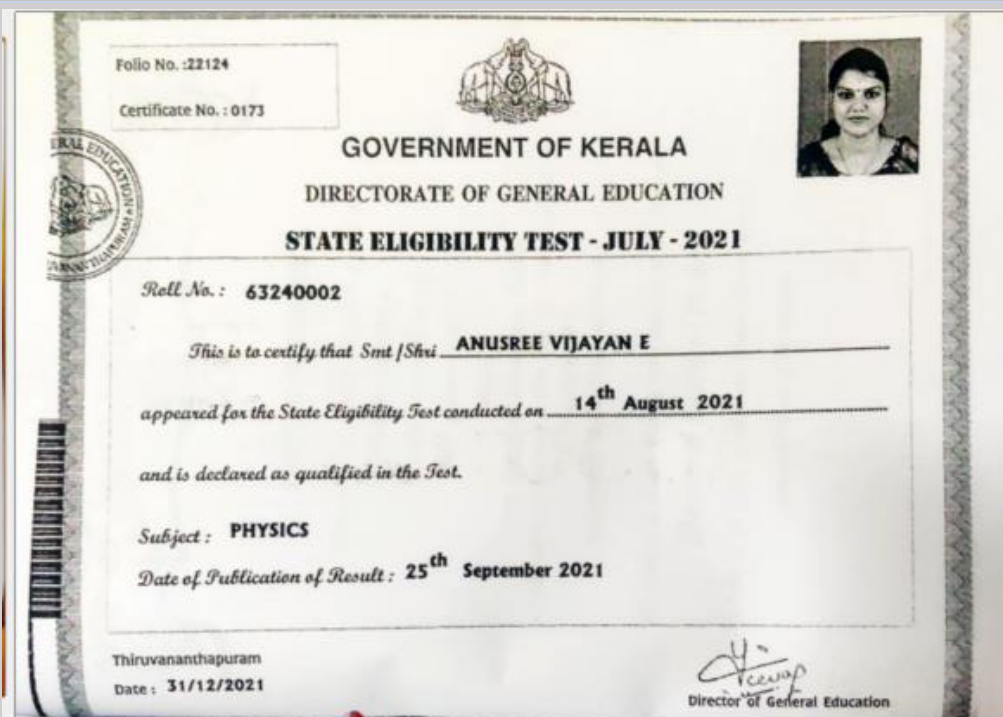 Folio No. :22124
Certificate No. : 0173
GOVERNMENT OF KERALA
DIRECTORATE OF GENERAL EDUCATION
STATE ELIGIBILITY TEST - JULY - 2021
Roll No. : 63240002
This is to certify that Smt /Shri ANUSREE VIJAYAN E
appeared for the State Eligibility Test conducted on 14th August 2021
and is declared as qualified in the Test.
Subject : PHYSICS
Date of Publication of Result : 25th September 2021
Thiruvananthapuram
Date : 31/12/2021
Director of General Education